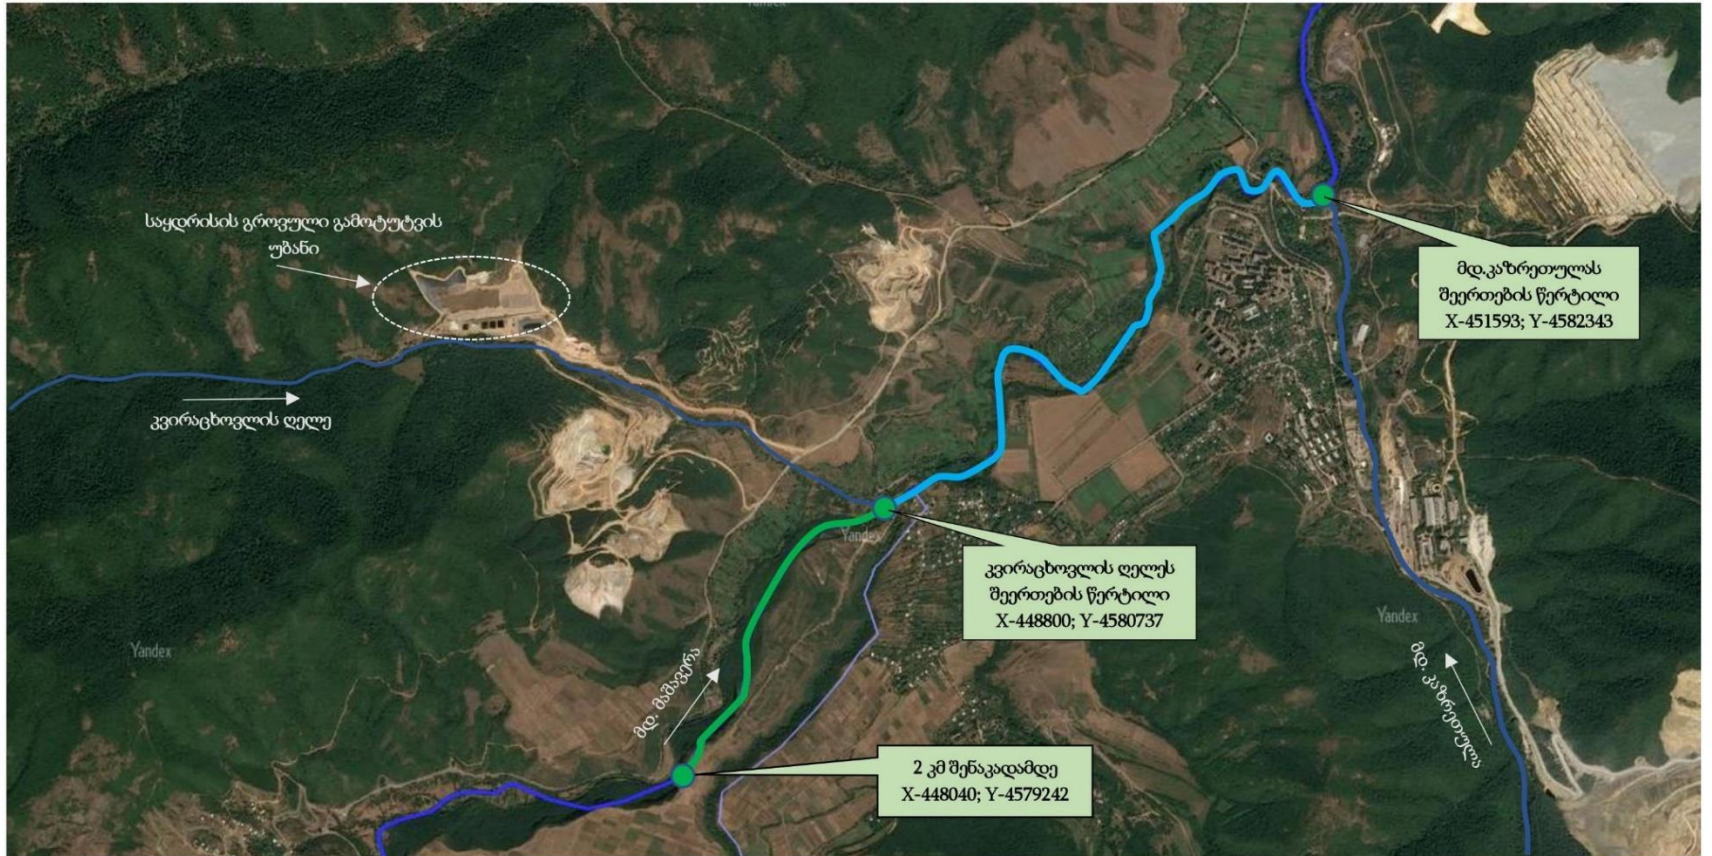 Yandex
საყდრისის გროვული გამოტუტვის
უბანი
მდ.კაზრეთულას
შეერთების წერტილი
X-451593; Y-4582343
კვირაცხოვლის ღელე
Yandex
კვირაცხოვლის ღელეს
შეერთების წერტილი
X-448800; Y-4580737
Yandex
Yandex
მდ. მაშავერა
მდ. კაზრეთულა
2 კმ შენაკადამდე
X-448040; Y-4579242